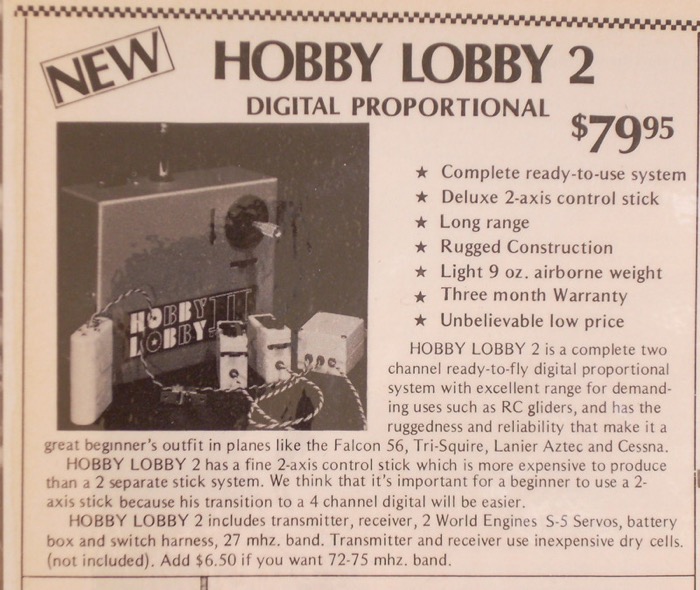 NEW
HOBBY LOBBY 2
DIGITAL PROPORTIONAL
$7995
★ Complete ready-to-use system
★ Deluxe 2-axis control stick
★ Long range
★ Rugged Construction
★ Light 9 oz. airborne weight
★ Three month Warranty
★ Unbelievable low price
HOBBY LOBBY II
HOBBY LOBBY 2 is a complete two
channel ready-to-fly digital proportional
system with excellent range for demand-
ing uses such as RC gliders, and has the
ruggedness and reliability that make it a
great beginner's outfit in planes like the Falcon 56, Tri-Squire, Lanier Aztec and Cessna.
HOBBY LOBBY 2 has a fine 2-axis control stick which is more expensive to produce
than a 2 separate stick system. We think that it's important for a beginner to use a 2-
axis stick because his transition to a 4 channel digital will be easier.
HOBBY LOBBY 2 includes transmitter, receiver, 2 World Engines S-5 Servos, battery
box and switch harness, 27 mhz. band. Transmitter and receiver use inexpensive dry cells.
(not included). Add $6.50 if you want 72-75 mhz. band.